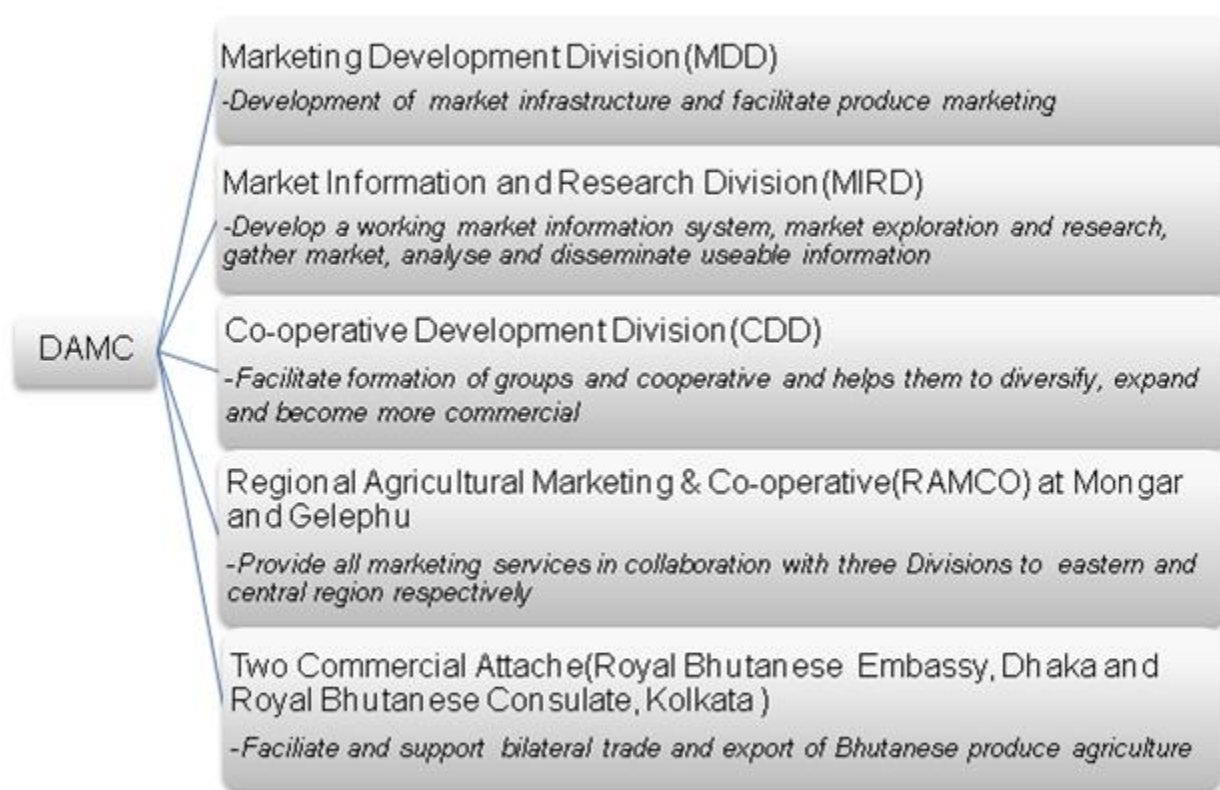 DAMC
Marketing Development Division(MDD)
-Development of market infrastructure and facilitate produce marketing
Market Information and Research Division(MIRD)
-Develop a working market information system, market exploration and research,
gather market, analyse and disseminate useable information
Co-operative Development Division(CDD)
-Facilitate formation of groups and cooperative and helps them to diversify, expand
and become more commercial
Regional Agricultural Marketing & Co-operative(RAMCO) at Mongar
and Gelephu
-Provide all marketing services in collaboration with three Divisions to eastern and
central region respectively
Two Commercial Attache(Royal Bhutanese Embassy, Dhaka and
Royal Bhutanese Consulate, Kolkata )
-Faciliate and support bilateral trade and export of Bhutanese produce agriculture